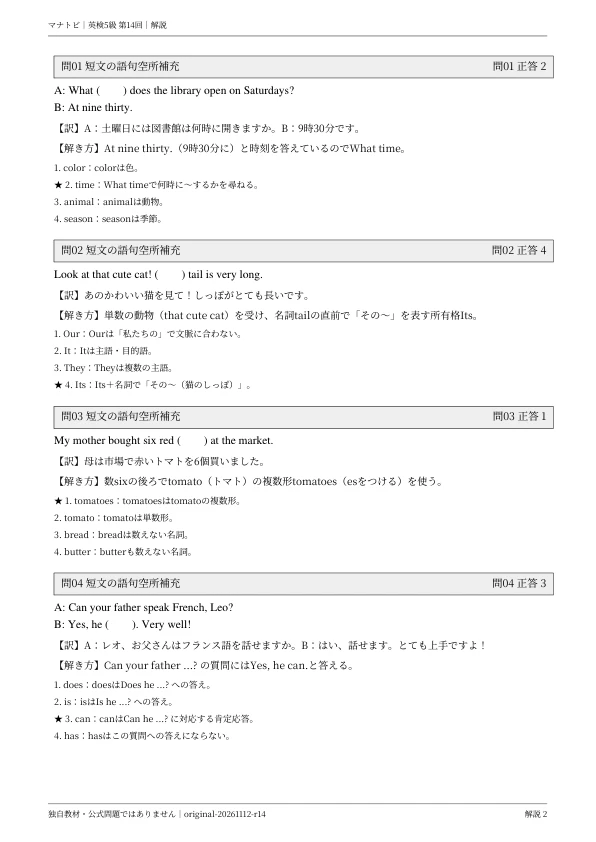 マナトビ｜英検5級 第14回｜解説
問01 短文の語句空所補充 問01 正答 2
A: What (　　) does the library open on Saturdays?
B: At nine thirty.
【訳】A：土曜日には図書館は何時に開きますか。B：9時30分です。
【解き方】At nine thirty.（9時30分に）と時刻を答えているのでWhat time。
1. color：colorは色。
★ 2. time：What timeで何時に～するかを尋ねる。
3. animal：animalは動物。
4. season：seasonは季節。
問02 短文の語句空所補充 問02 正答 4
Look at that cute cat! (　　) tail is very long.
【訳】あのかわいい猫を見て！しっぽがとても長いです。
【解き方】単数の動物（that cute cat）を受け、名詞tailの直前で「その～」を表す所有格Its。
1. Our：Ourは「私たちの」で文脈に合わない。
2. It：Itは主語・目的語。
3. They：Theyは複数の主語。
★ 4. Its：Its＋名詞で「その～（猫のしっぽ）」。
問03 短文の語句空所補充 問03 正答 1
My mother bought six red (　　) at the market.
【訳】母は市場で赤いトマトを6個買いました。
【解き方】数sixの後ろでtomato（トマト）の複数形tomatoes（esをつける）を使う。
★ 1. tomatoes：tomatoesはtomatoの複数形。
2. tomato：tomatoは単数形。
3. bread：breadは数えない名詞。
4. butter：butterも数えない名詞。
問04 短文の語句空所補充 問04 正答 3
A: Can your father speak French, Leo?
B: Yes, he (　　). Very well!
【訳】A：レオ、お父さんはフランス語を話せますか。B：はい、話せます。とても上手ですよ！
【解き方】Can your father …? の質問にはYes, he can.と答える。
1. does：doesはDoes he …? への答え。
2. is：isはIs he …? への答え。
★ 3. can：canはCan he …? に対応する肯定応答。
4. has：hasはこの質問への答えにならない。
独自教材・公式問題ではありません｜original-20261112-r14 解説 2